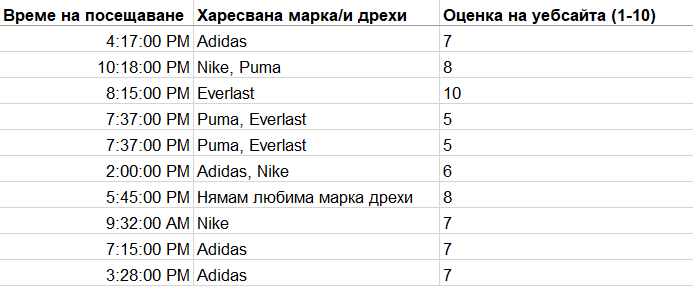 Време на посещаване Харесвана марка/и дрехи Оценка на уебсайта (1-10)
4:17:00 PM Adidas 7
10:18:00 PM Nike, Puma 8
8:15:00 PM Everlast 10
7:37:00 PM Puma, Everlast 5
7:37:00 PM Puma, Everlast 5
2:00:00 PM Adidas, Nike 6
5:45:00 PM Нямам любима марка дрехи 8
9:32:00 AM Nike 7
7:15:00 PM Adidas 7
3:28:00 PM Adidas 7